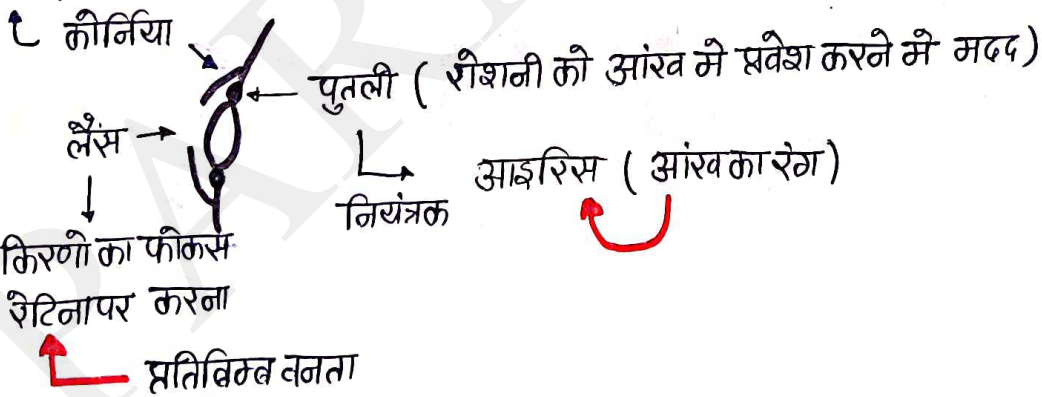 कोर्निया
पुतली ( रोशनी को आंख मे प्रवेश करने मे मदद )
लैंस
आइरिस ( आंख का रंग )
नियंत्रक
किरणो का फोकस
रेटिना पर करना
प्रतिबिम्ब बनता